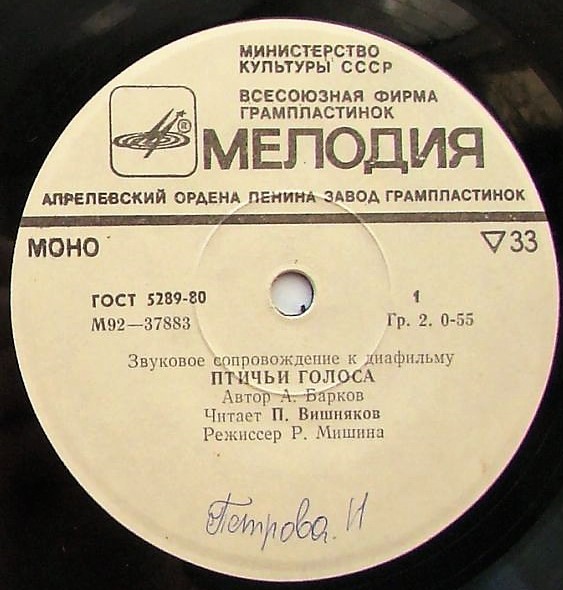 МИНИСТЕРСТВО
КУЛЬТУРЫ СССР
ВСЕСОЮЗНАЯ ФИРМА
ГРАМПЛАСТИНОК
®
МЕЛОДИЯ
АПРЕЛЕВСКИЙ ОРДЕНА ЛЕНИНА ЗАВОД ГРАМПЛАСТИНОК
МОНО
▽33
ГОСТ 5289-80
1
М92—37883
Гр. 2. 0-55
Звуковое сопровождение к диафильму
ПТИЧЬИ ГОЛОСА
Автор А. Барков
Читает П. Вишняков
Режиссер Р. Мишина
Петрова. И